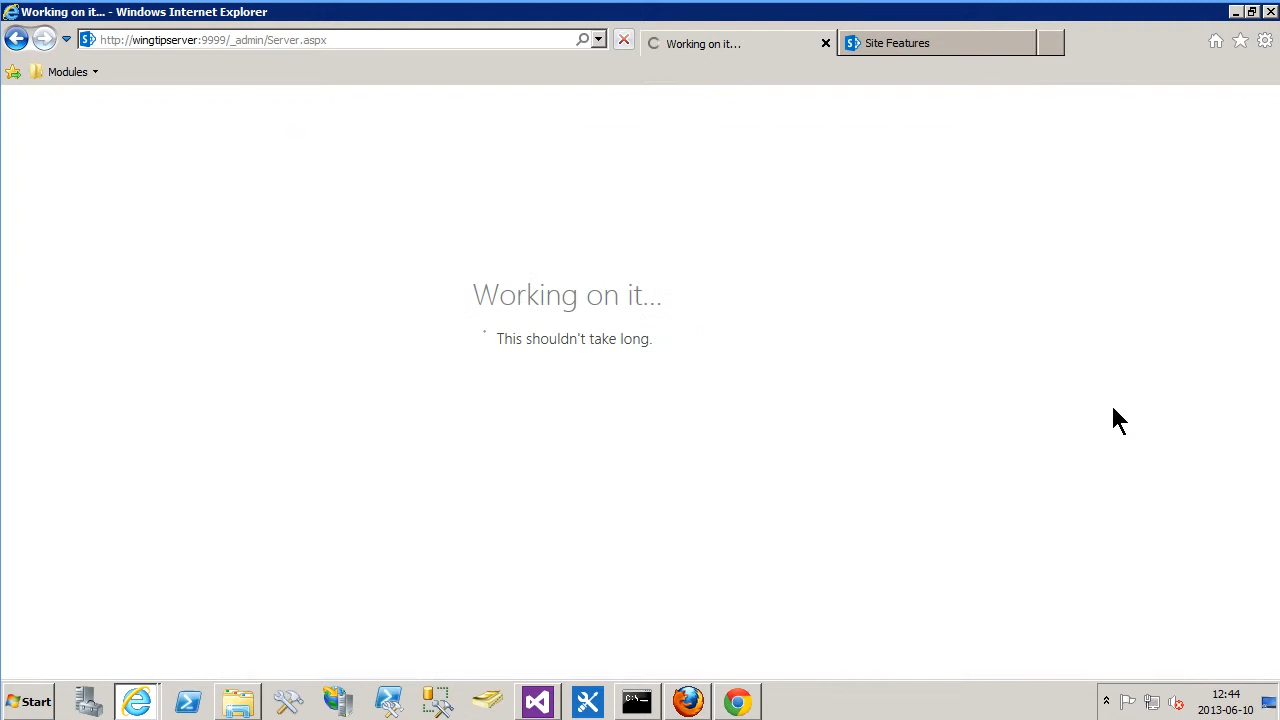 Working on it... - Windows Internet Explorer
http://wingtipserver:9999/_admin/Server.aspx
Working on it...
Site Features
Modules
Working on it...
This shouldn't take long.
Start
C:\_
12:44
2013-06-10